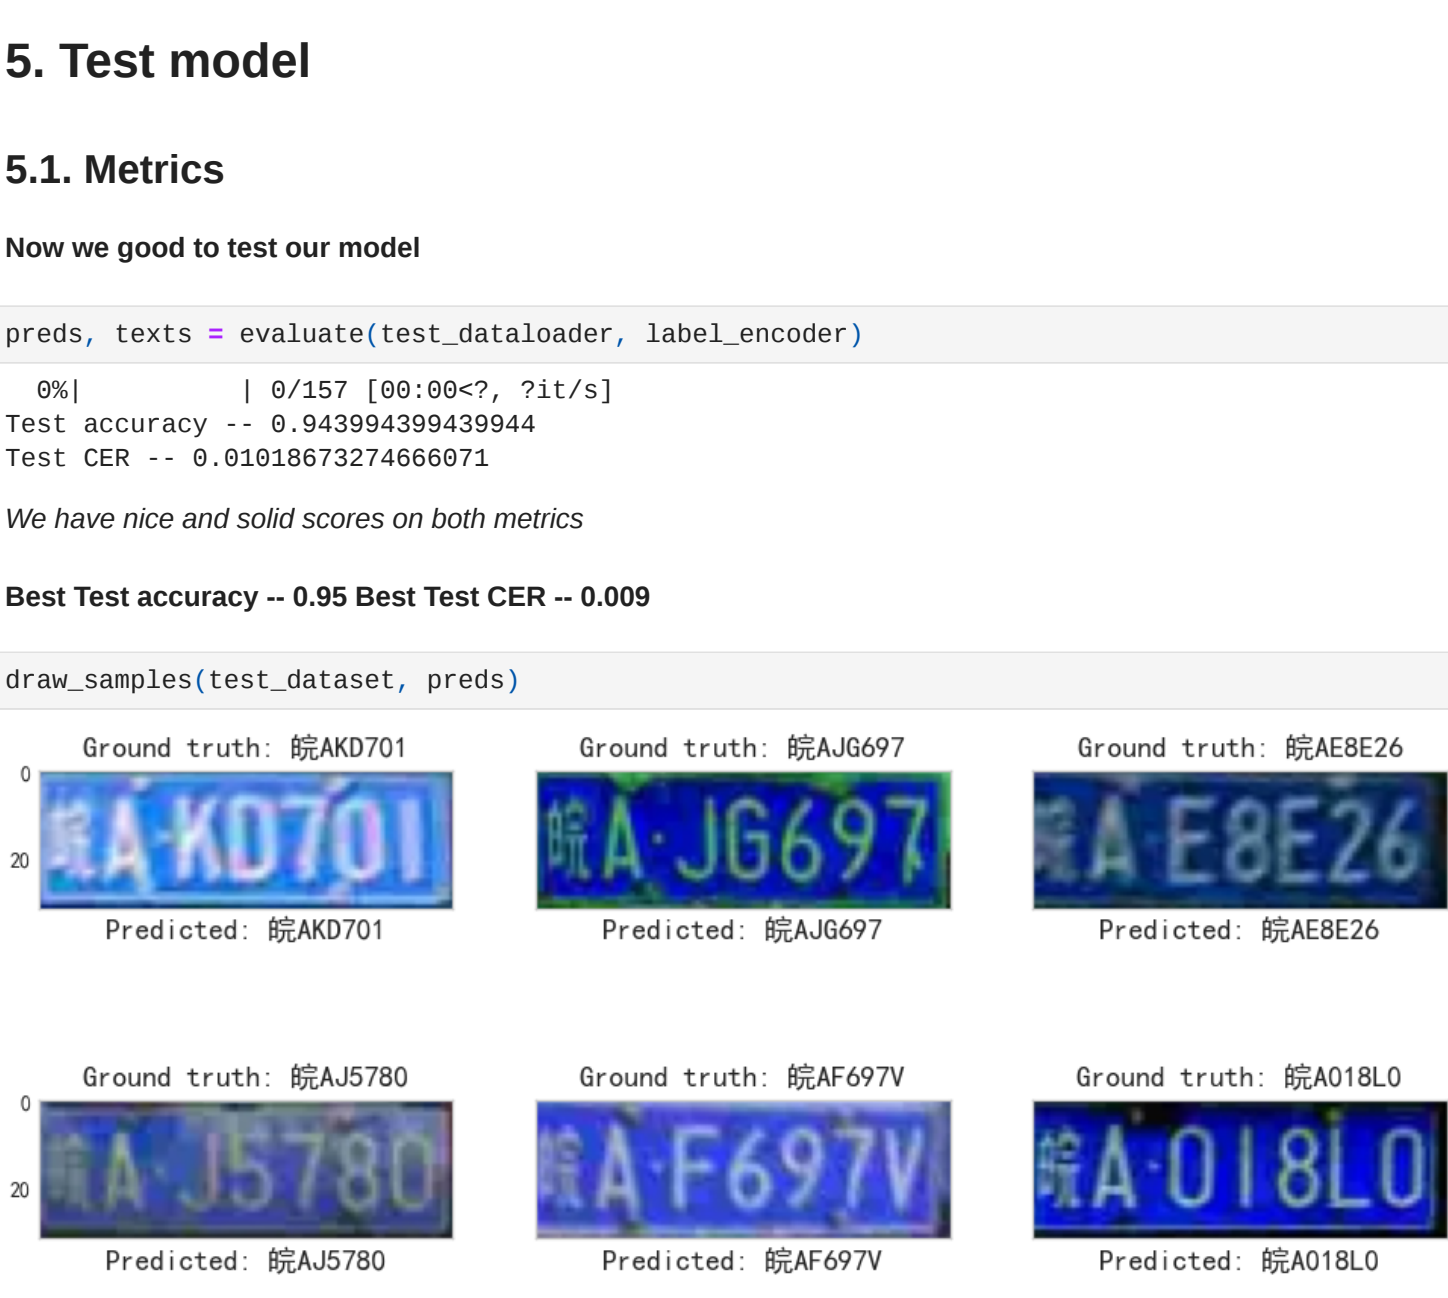 5. Test model
5.1. Metrics
Now we good to test our model
preds, texts = evaluate(test_dataloader, label_encoder)
0%|          | 0/157 [00:00<?, ?it/s]
Test accuracy -- 0.943994399439944
Test CER -- 0.01018673274666071
We have nice and solid scores on both metrics
Best Test accuracy -- 0.95 Best Test CER -- 0.009
draw_samples(test_dataset, preds)
Ground truth: 皖AKD701 Ground truth: 皖AJG697 Ground truth: 皖AE8E26
0
皖A·KD701 皖A·JG697 皖A·E8E26
20
Predicted: 皖AKD701 Predicted: 皖AJG697 Predicted: 皖AE8E26
Ground truth: 皖AJ5780 Ground truth: 皖AF697V Ground truth: 皖A018L0
0
皖A·J5780 皖A·F697V 皖A·018L0
20
Predicted: 皖AJ5780 Predicted: 皖AF697V Predicted: 皖A018L0